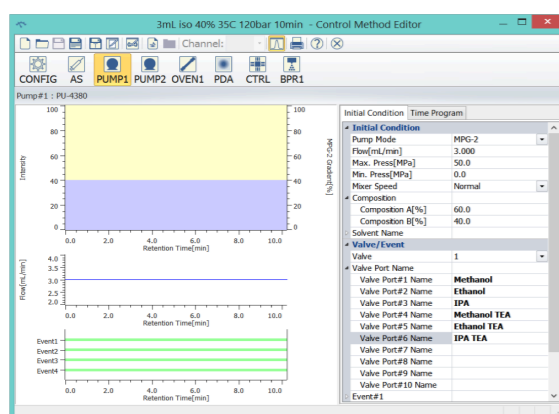 3mL iso 40% 35C 120bar 10min - Control Method Editor
Channel:
CONFIG AS PUMP1 PUMP2 OVEN1 PDA CTRL BPR1
Pump#1 : PU-4380
100
80
60
40
20
0
Intensity
100
80
60
40
20
0
MPG-2 Gradient[%]
0.0 2.0 4.0 6.0 8.0 10.0
Retention Time[min]
4.0
3.5
3.0
2.5
2.0
Flow[mL/min]
0.0 2.0 4.0 6.0 8.0 10.0
Retention Time[min]
Event1
Event2
Event3
Event4
0.0 2.0 4.0 6.0 8.0 10.0
Retention Time[min]
Initial Condition Time Program
Initial Condition
Pump Mode MPG-2
Flow[mL/min] 3.000
Max. Press[MPa] 50.0
Min. Press[MPa] 0.0
Mixer Speed Normal
Composition
Composition A[%] 60.0
Composition B[%] 40.0
Solvent Name
Valve/Event
Valve 1
Valve Port Name
Valve Port#1 Name Methanol
Valve Port#2 Name Ethanol
Valve Port#3 Name IPA
Valve Port#4 Name Methanol TEA
Valve Port#5 Name Ethanol TEA
Valve Port#6 Name IPA TEA
Valve Port#7 Name
Valve Port#8 Name
Valve Port#9 Name
Valve Port#10 Name
Event#1